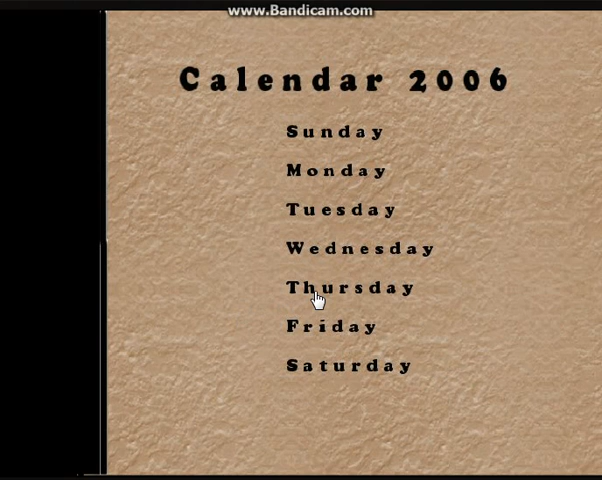 www.Bandicam.com
Calendar 2006
Sunday
Monday
Tuesday
Wednesday
Thursday
Friday
Saturday